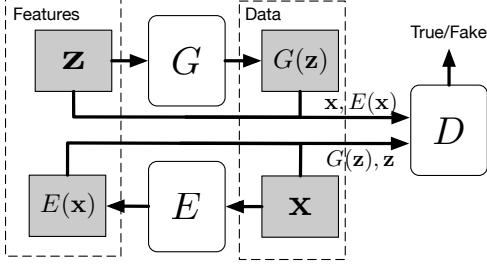 Features
Data
True/Fake
z
G
G(z)
x, E(x)
D
G(z), z
E(x)
E
x